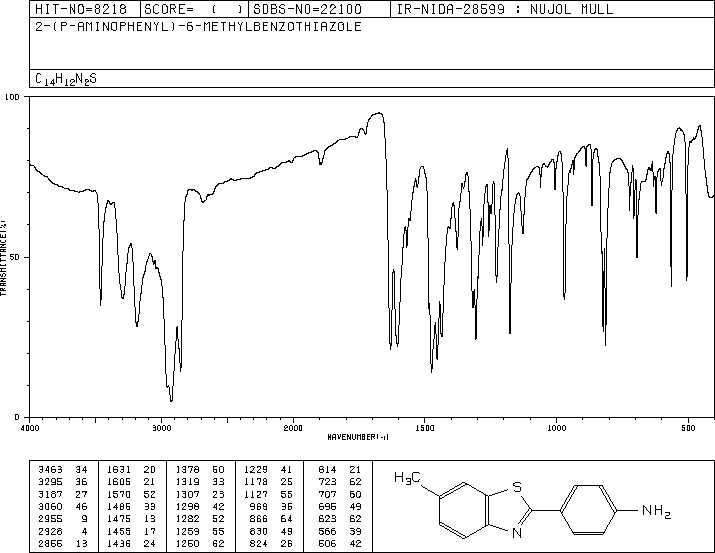 HIT-NO=8218 SCORE= ( ) SDBS-NO=22100 IR-NIDA-28599 : NUJOL MULL
2-(P-AMINOPHENYL)-6-METHYLBENZOTHIAZOLE
C14H12N2S
100
50
0
TRANSMITTANCE(%)
4000 3000 2000 1500 1000 500
WAVENUMBER(-1)
3463 34 1631 20 1378 50 1229 41 814 21
3295 36 1605 21 1319 33 1178 25 723 62
3187 27 1570 52 1307 23 1127 55 707 60
3060 46 1486 39 1298 42 969 36 695 49
2955 9 1475 13 1282 52 866 64 623 62
2928 4 1455 17 1259 55 830 49 566 39
2866 13 1436 24 1250 62 824 26 506 42
H3C
S
N
NH2